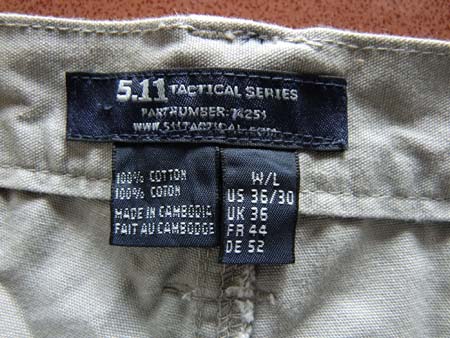 5.11 TACTICAL SERIES
PARTNUMBER: 74251
WWW.511TACTICAL.COM
100% COTTON
100% COTON
MADE IN CAMBODIA
FAIT AU CAMBODGE
W/L
US 36/30
UK 36
FR 44
DE 52